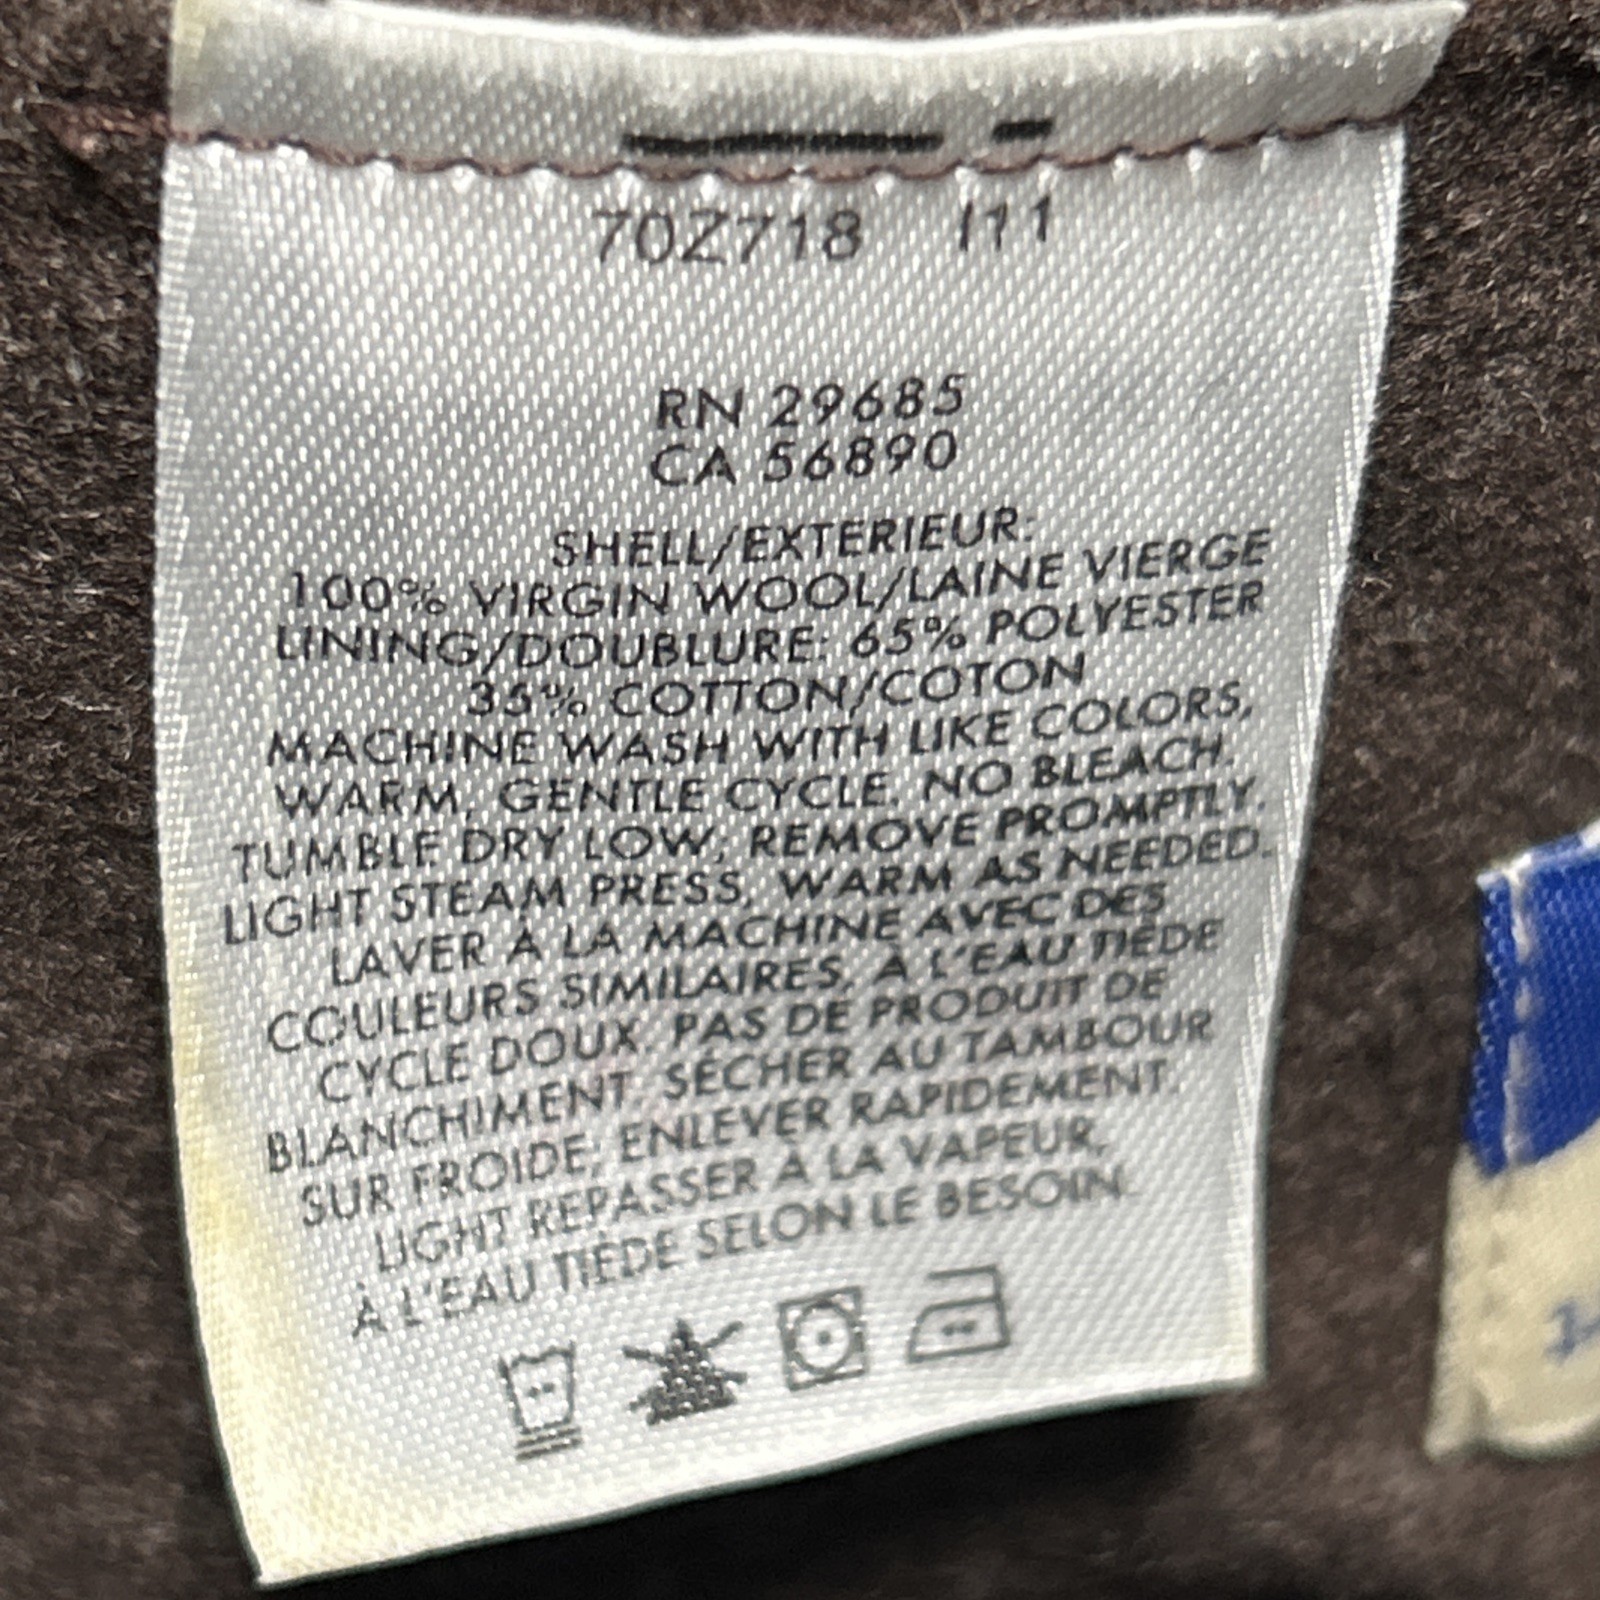 70Z718 I11
RN 29685
CA 56890
SHELL/EXTERIEUR:
100% VIRGIN WOOL/LAINE VIERGE
LINING/DOUBLURE: 65% POLYESTER
35% COTTON/COTON
MACHINE WASH WITH LIKE COLORS,
WARM, GENTLE CYCLE. NO BLEACH.
TUMBLE DRY LOW; REMOVE PROMPTLY.
LIGHT STEAM PRESS, WARM AS NEEDED.
LAVER À LA MACHINE AVEC DES
COULEURS SIMILAIRES, À L'EAU TIÈDE
CYCLE DOUX. PAS DE PRODUIT DE
BLANCHIMENT. SÉCHER AU TAMBOUR
SUR FROIDE; ENLEVER RAPIDEMENT.
LIGHT REPASSER À LA VAPEUR,
À L'EAU TIÈDE SELON LE BESOIN.